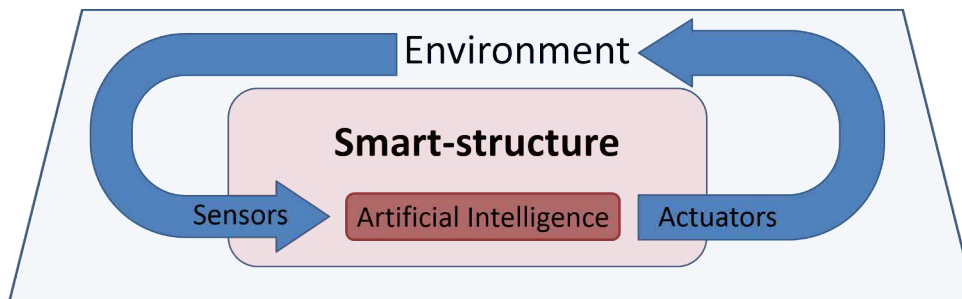 Environment
Smart-structure
Sensors
Artificial Intelligence
Actuators